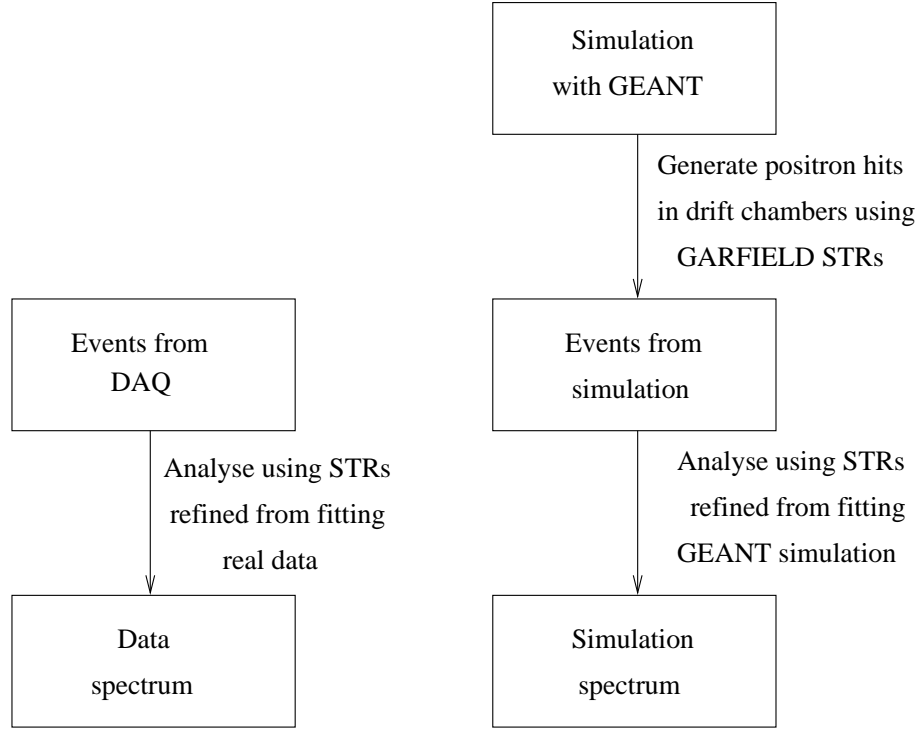 Simulation
with GEANT
Generate positron hits
in drift chambers using
GARFIELD STRs
Events from
DAQ
Events from
simulation
Analyse using STRs
refined from fitting
real data
Analyse using STRs
refined from fitting
GEANT simulation
Data
spectrum
Simulation
spectrum